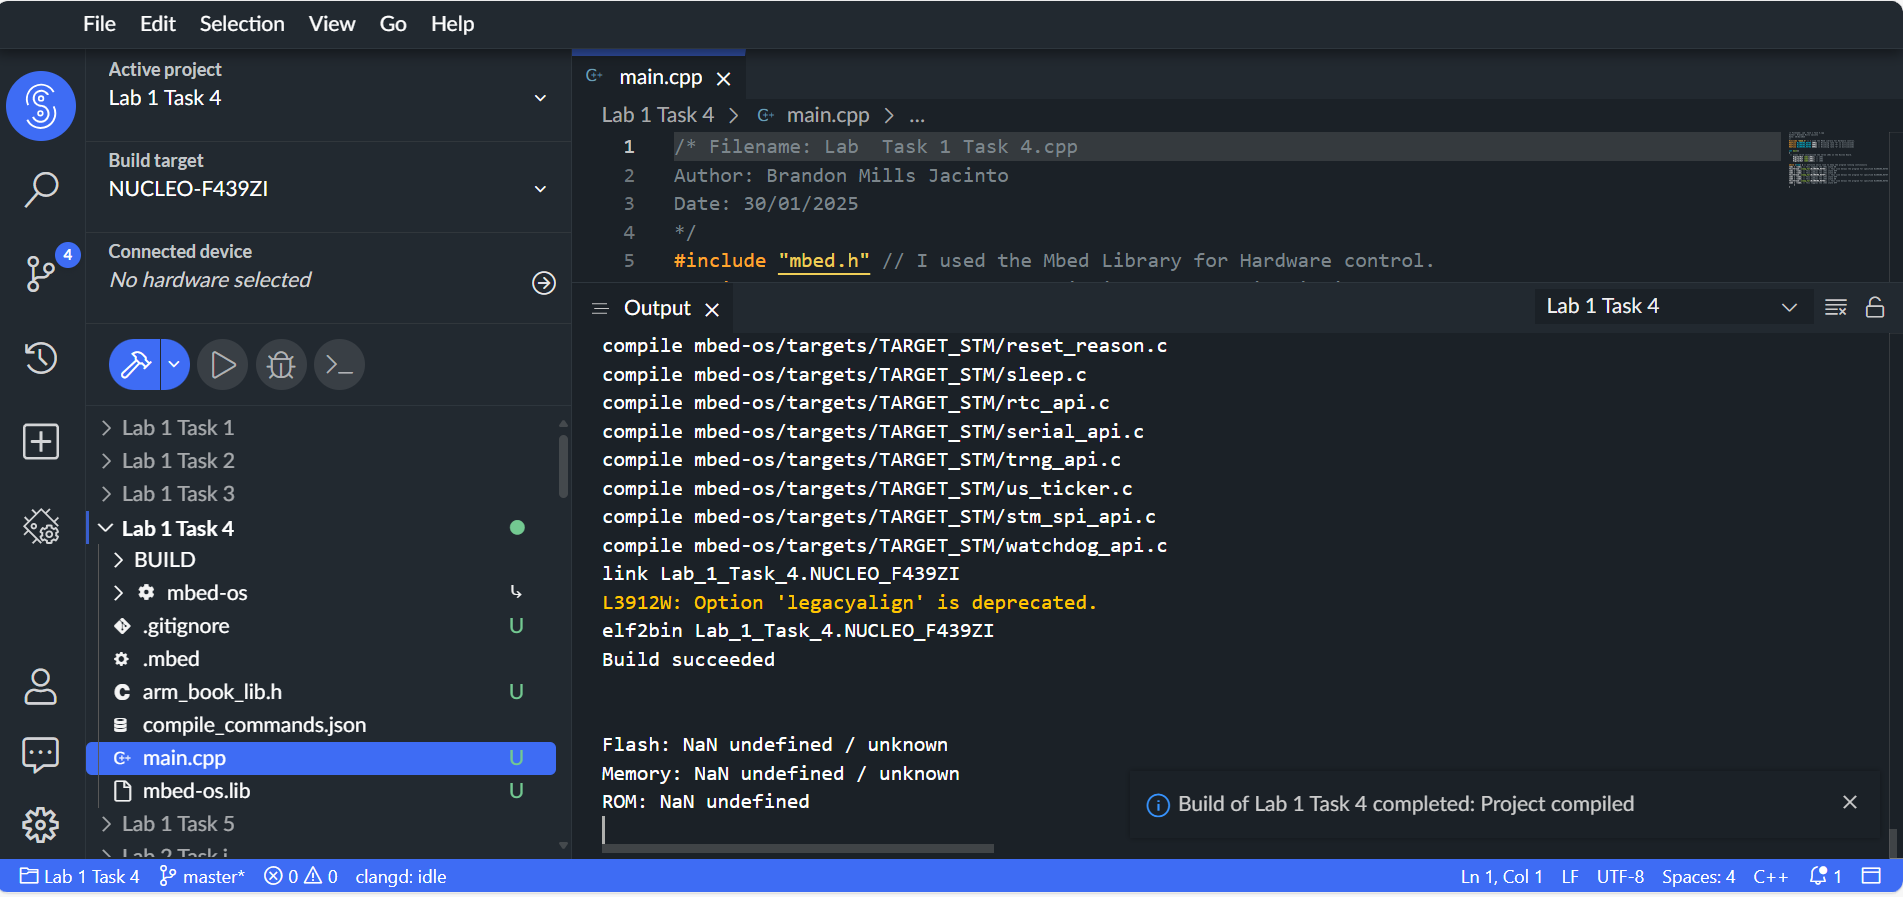 File Edit Selection View Go Help
Active project
Lab 1 Task 4
Build target
NUCLEO-F439ZI
Connected device
No hardware selected
4
Lab 1 Task 1
Lab 1 Task 2
Lab 1 Task 3
Lab 1 Task 4
BUILD
mbed-os
.gitignore U
.mbed
arm_book_lib.h U
compile_commands.json
main.cpp U
mbed-os.lib U
Lab 1 Task 5
main.cpp
Lab 1 Task 4 > main.cpp > ...
1 /* Filename: Lab  Task 1 Task 4.cpp
2 Author: Brandon Mills Jacinto
3 Date: 30/01/2025
4 */
5 #include "mbed.h" // I used the Mbed Library for Hardware control.
Output
Lab 1 Task 4
compile mbed-os/targets/TARGET_STM/reset_reason.c
compile mbed-os/targets/TARGET_STM/sleep.c
compile mbed-os/targets/TARGET_STM/rtc_api.c
compile mbed-os/targets/TARGET_STM/serial_api.c
compile mbed-os/targets/TARGET_STM/trng_api.c
compile mbed-os/targets/TARGET_STM/us_ticker.c
compile mbed-os/targets/TARGET_STM/stm_spi_api.c
compile mbed-os/targets/TARGET_STM/watchdog_api.c
link Lab_1_Task_4.NUCLEO_F439ZI
L3912W: Option 'legacyalign' is deprecated.
elf2bin Lab_1_Task_4.NUCLEO_F439ZI
Build succeeded
Flash: NaN undefined / unknown
Memory: NaN undefined / unknown
ROM: NaN undefined
Build of Lab 1 Task 4 completed: Project compiled
Lab 1 Task 4 master* 0 0 clangd: idle Ln 1, Col 1 LF UTF-8 Spaces: 4 C++ 1